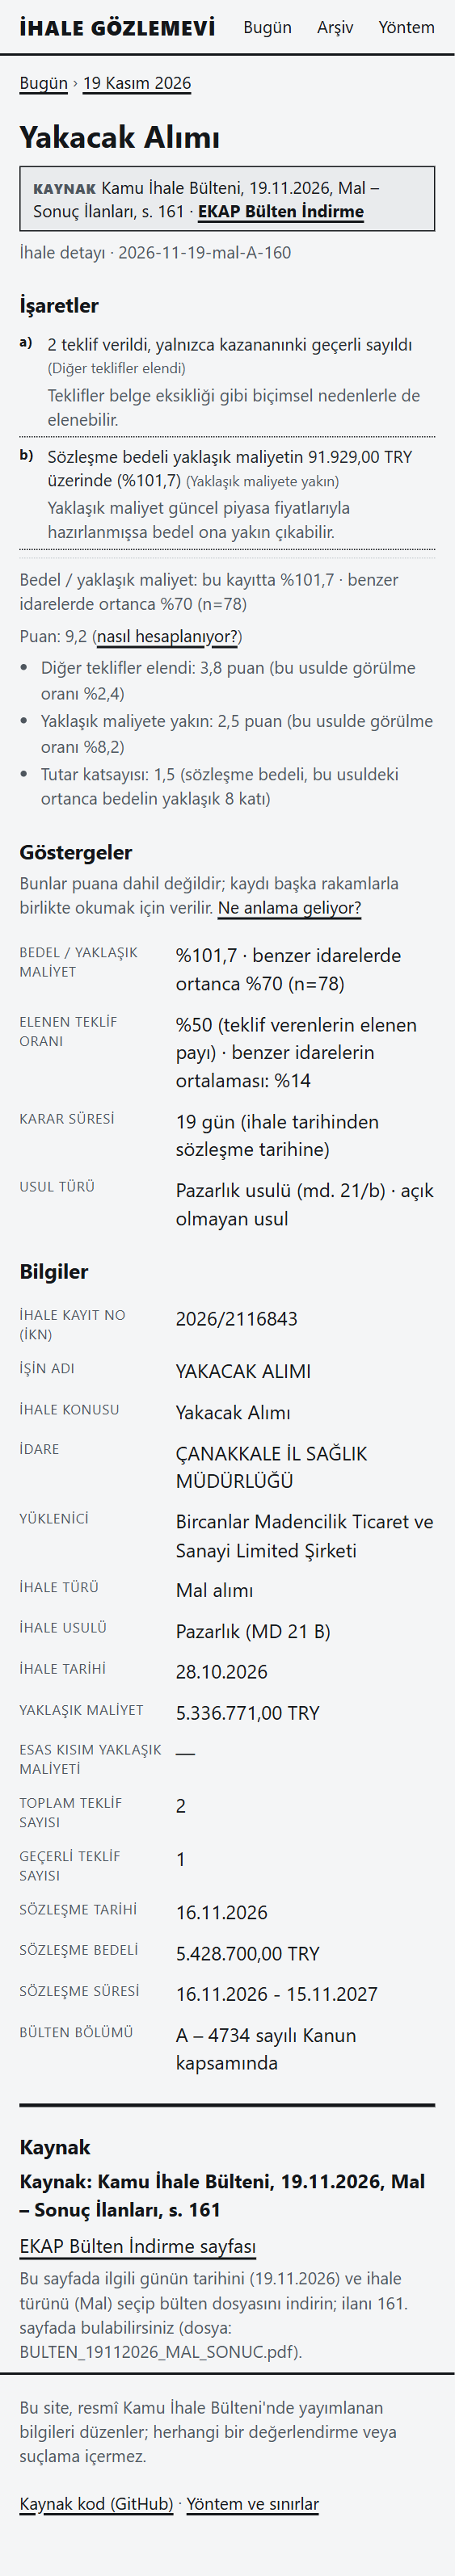 İHALE GÖZLEMEVİ Bugün Arşiv Yöntem
Bugün › 19 Kasım 2026
Yakacak Alımı
KAYNAK Kamu İhale Bülteni, 19.11.2026, Mal –
Sonuç İlanları, s. 161 · EKAP Bülten İndirme
İhale detayı · 2026-11-19-mal-A-160
İşaretler
a) 2 teklif verildi, yalnızca kazananınki geçerli sayıldı
(Diğer teklifler elendi)
Teklifler belge eksikliği gibi biçimsel nedenlerle de
elenebilir.
b) Sözleşme bedeli yaklaşık maliyetin 91.929,00 TRY
üzerinde (%101,7) (Yaklaşık maliyete yakın)
Yaklaşık maliyet güncel piyasa fiyatlarıyla
hazırlanmışsa bedel ona yakın çıkabilir.
Bedel / yaklaşık maliyet: bu kayıtta %101,7 · benzer
idarelerde ortanca %70 (n=78)
Puan: 9,2 (nasıl hesaplanıyor?)
• Diğer teklifler elendi: 3,8 puan (bu usulde görülme
oranı %2,4)
• Yaklaşık maliyete yakın: 2,5 puan (bu usulde görülme
oranı %8,2)
• Tutar katsayısı: 1,5 (sözleşme bedeli, bu usuldeki
ortanca bedelin yaklaşık 8 katı)
Göstergeler
Bunlar puana dahil değildir; kaydı başka rakamlarla
birlikte okumak için verilir. Ne anlama geliyor?
BEDEL / YAKLAŞIK
MALİYET
%101,7 · benzer idarelerde
ortanca %70 (n=78)
ELENEN TEKLİF
ORANI
%50 (teklif verenlerin elenen
payı) · benzer idarelerin
ortalaması: %14
KARAR SÜRESİ
19 gün (ihale tarihinden
sözleşme tarihine)
USUL TÜRÜ
Pazarlık usulü (md. 21/b) · açık
olmayan usul
Bilgiler
İHALE KAYIT NO
(İKN)
2026/2116843
İŞİN ADI
YAKACAK ALIMI
İHALE KONUSU
Yakacak Alımı
İDARE
ÇANAKKALE İL SAĞLIK
MÜDÜRLÜĞÜ
YÜKLENİCİ
Bircanlar Madencilik Ticaret ve
Sanayi Limited Şirketi
İHALE TÜRÜ
Mal alımı
İHALE USULÜ
Pazarlık (MD 21 B)
İHALE TARİHİ
28.10.2026
YAKLAŞIK MALİYET
5.336.771,00 TRY
ESAS KISIM YAKLAŞIK
MALİYETİ
—
TOPLAM TEKLİF
SAYISI
2
GEÇERLİ TEKLİF
SAYISI
1
SÖZLEŞME TARİHİ
16.11.2026
SÖZLEŞME BEDELİ
5.428.700,00 TRY
SÖZLEŞME SÜRESİ
16.11.2026 - 15.11.2027
BÜLTEN BÖLÜMÜ
A – 4734 sayılı Kanun
kapsamında
Kaynak
Kaynak: Kamu İhale Bülteni, 19.11.2026, Mal
– Sonuç İlanları, s. 161
EKAP Bülten İndirme sayfası
Bu sayfada ilgili günün tarihini (19.11.2026) ve ihale
türünü (Mal) seçip bülten dosyasını indirin; ilanı 161.
sayfada bulabilirsiniz (dosya:
BULTEN_19112026_MAL_SONUC.pdf).
Bu site, resmî Kamu İhale Bülteni'nde yayımlanan
bilgileri düzenler; herhangi bir değerlendirme veya
suçlama içermez.
Kaynak kod (GitHub) · Yöntem ve sınırlar